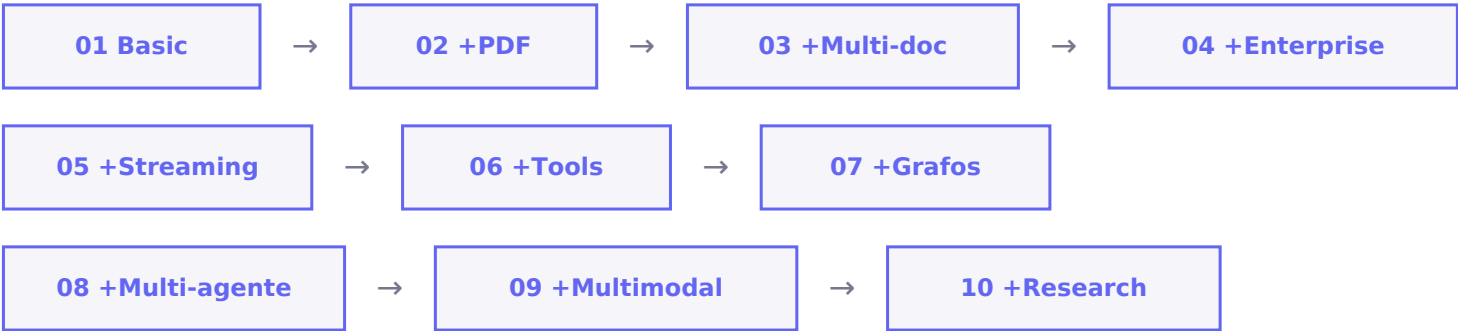 01 Basic → 02 +PDF → 03 +Multi-doc → 04 +Enterprise
05 +Streaming → 06 +Tools → 07 +Grafos
08 +Multi-agente → 09 +Multimodal → 10 +Research